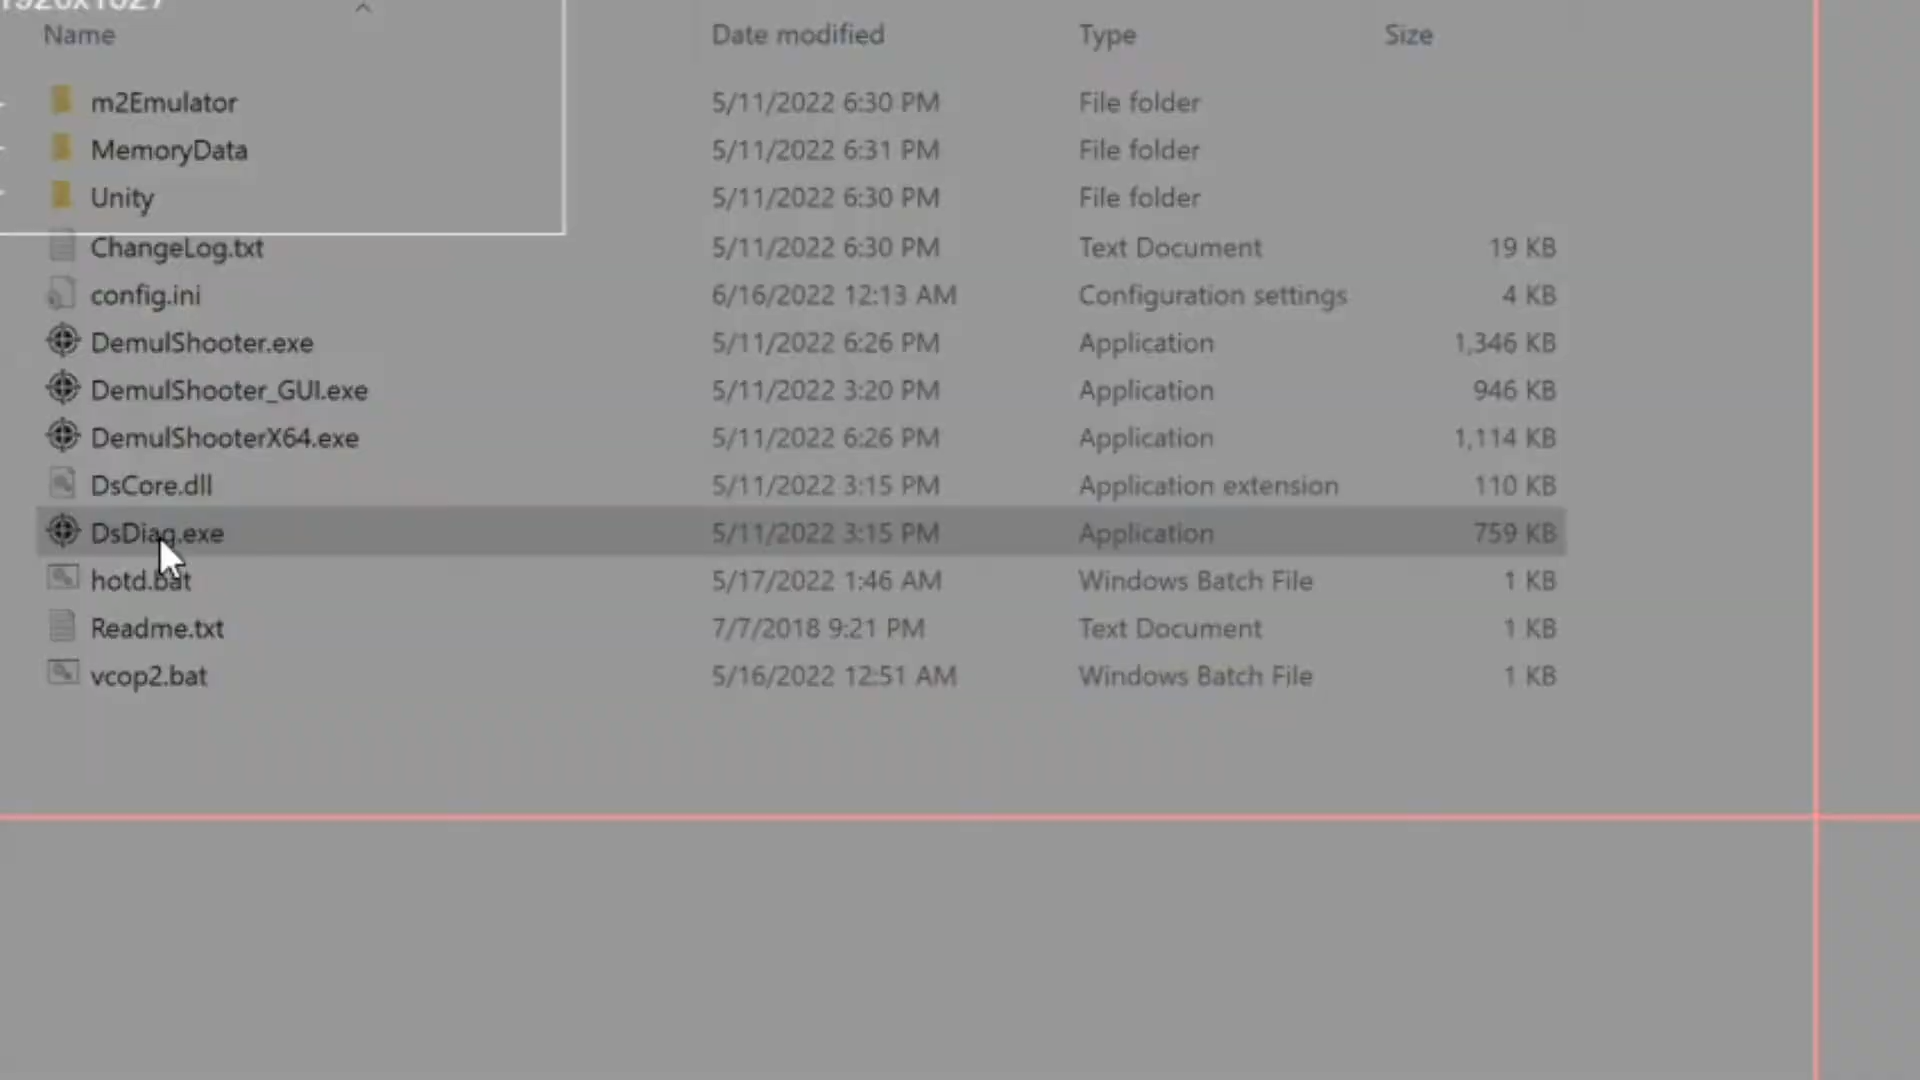 Name Date modified Type Size
m2Emulator 5/11/2022 6:30 PM File folder
MemoryData 5/11/2022 6:31 PM File folder
Unity 5/11/2022 6:30 PM File folder
ChangeLog.txt 5/11/2022 6:30 PM Text Document 19 KB
config.ini 6/16/2022 12:13 AM Configuration settings 4 KB
DemulShooter.exe 5/11/2022 6:26 PM Application 1,346 KB
DemulShooter_GUI.exe 5/11/2022 3:20 PM Application 946 KB
DemulShooterX64.exe 5/11/2022 6:26 PM Application 1,114 KB
DsCore.dll 5/11/2022 3:15 PM Application extension 110 KB
DsDiag.exe 5/11/2022 3:15 PM Application 759 KB
hotd.bat 5/17/2022 1:46 AM Windows Batch File 1 KB
Readme.txt 7/7/2018 9:21 PM Text Document 1 KB
vcop2.bat 5/16/2022 12:51 AM Windows Batch File 1 KB